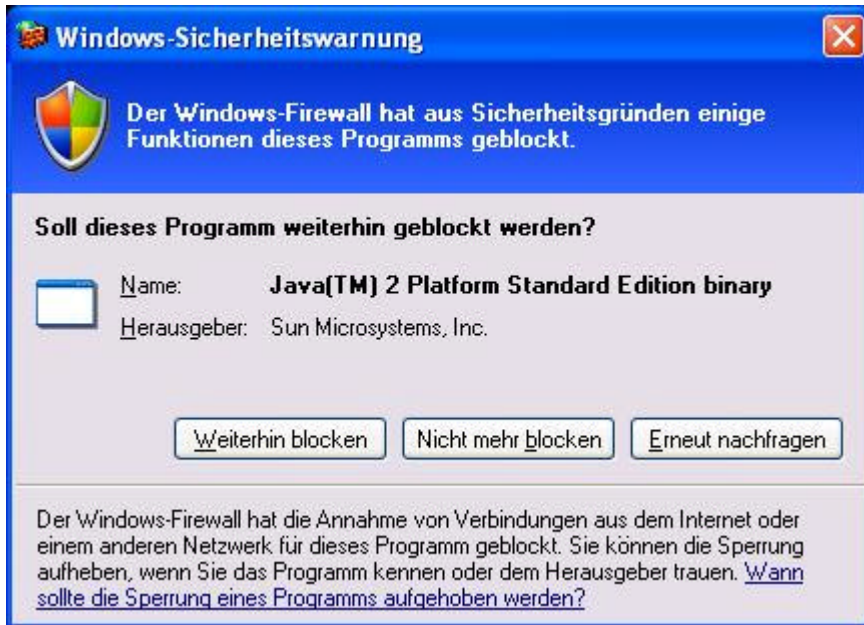 Windows-Sicherheitswarnung
Der Windows-Firewall hat aus Sicherheitsgründen einige
Funktionen dieses Programms geblockt.
Soll dieses Programm weiterhin geblockt werden?
Name: Java(TM) 2 Platform Standard Edition binary
Herausgeber: Sun Microsystems, Inc.
Weiterhin blocken Nicht mehr blocken Erneut nachfragen
Der Windows-Firewall hat die Annahme von Verbindungen aus dem Internet oder
einem anderen Netzwerk für dieses Programm geblockt. Sie können die Sperrung
aufheben, wenn Sie das Programm kennen oder dem Herausgeber trauen. Wann
sollte die Sperrung eines Programms aufgehoben werden?